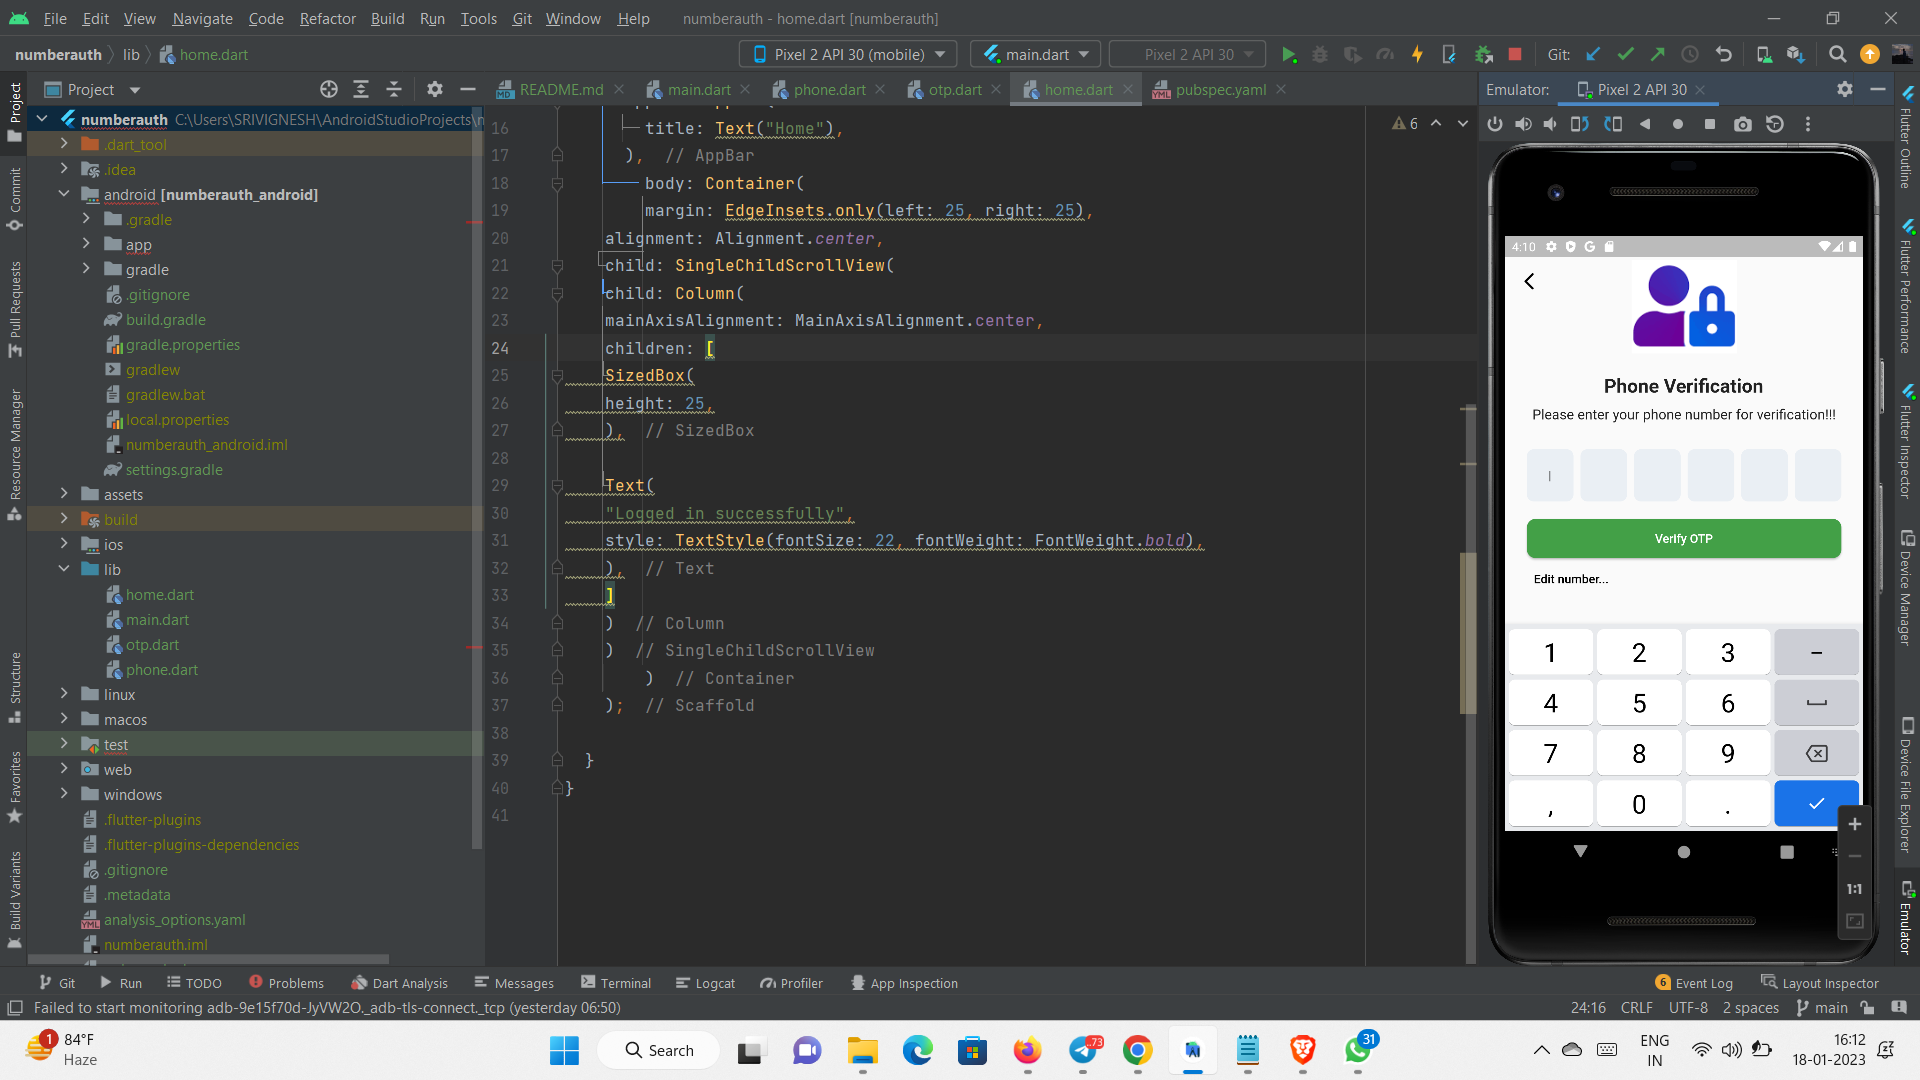 File Edit View Navigate Code Refactor Build Run Tools Git Window Help numberauth - home.dart [numberauth]
numberauth lib home.dart
Pixel 2 API 30 (mobile) main.dart Pixel 2 API 30 Git:
Project
README.md main.dart phone.dart otp.dart home.dart pubspec.yaml
Emulator: Pixel 2 API 30
numberauth C:\Users\SRIVIGNESH\AndroidStudioProjects\n
.dart_tool
.idea
android [numberauth_android]
.gradle
app
gradle
.gitignore
build.gradle
gradle.properties
gradlew
gradlew.bat
local.properties
numberauth_android.iml
settings.gradle
assets
build
ios
lib
home.dart
main.dart
otp.dart
phone.dart
linux
macos
test
web
windows
.flutter-plugins
.flutter-plugins-dependencies
.gitignore
.metadata
analysis_options.yaml
numberauth.iml
Project
Commit
Pull Requests
Resource Manager
Structure
Favorites
Build Variants
6
16 title: Text("Home"),
17 ), // AppBar
18 body: Container(
19 margin: EdgeInsets.only(left: 25, right: 25),
20 alignment: Alignment.center,
21 child: SingleChildScrollView(
22 child: Column(
23 mainAxisAlignment: MainAxisAlignment.center,
24 children: [
25 SizedBox(
26 height: 25,
27 ), // SizedBox
28
29 Text(
30 "Logged in successfully",
31 style: TextStyle(fontSize: 22, fontWeight: FontWeight.bold),
32 ), // Text
33 ]
34 ) // Column
35 ) // SingleChildScrollView
36 ) // Container
37 ); // Scaffold
38
39 }
40 }
41
4:10
Phone Verification
Please enter your phone number for verification!!!
Verify OTP
Edit number...
1 2 3 -
4 5 6
7 8 9
, 0 .
1:1
Flutter Outline
Flutter Performance
Flutter Inspector
Device Manager
Device File Explorer
Emulator
Git Run TODO Problems Dart Analysis Messages Terminal Logcat Profiler App Inspection 6 Event Log Layout Inspector
Failed to start monitoring adb-9e15f70d-JyVW2O._adb-tls-connect._tcp (yesterday 06:50) 24:16 CRLF UTF-8 2 spaces main
1 84°F
Haze
Search
..73
31
ENG
IN
16:12
18-01-2023